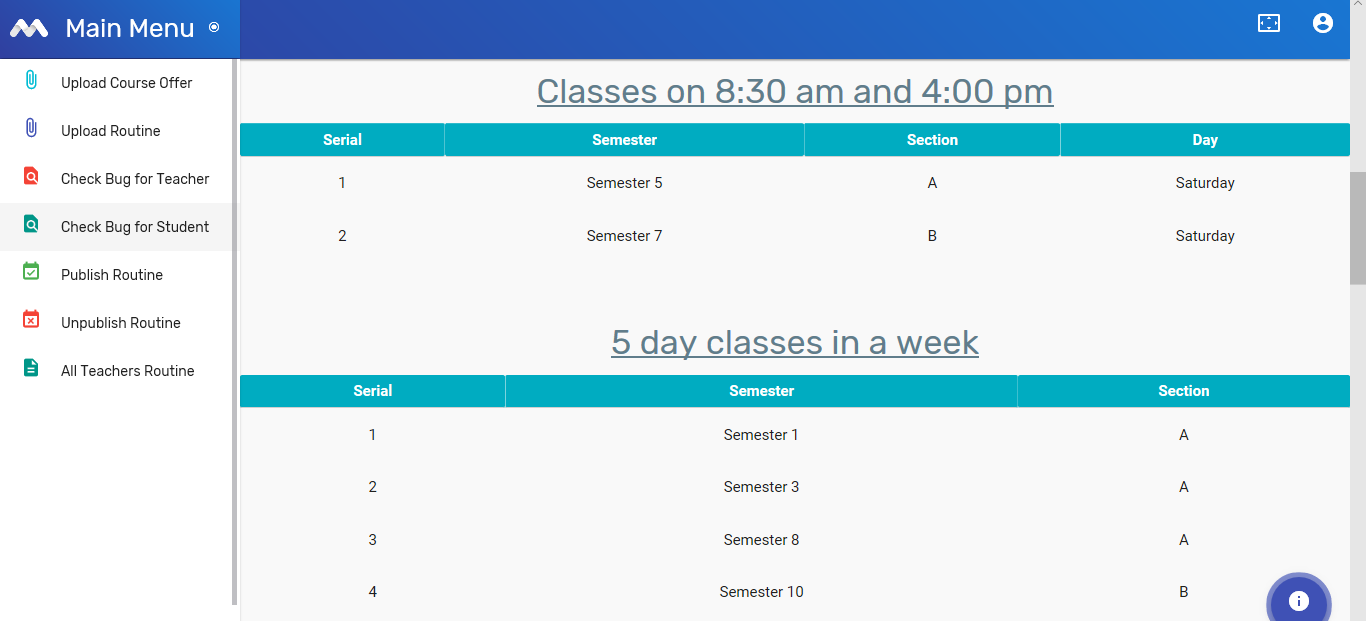 Main Menu
Upload Course Offer
Upload Routine
Check Bug for Teacher
Check Bug for Student
Publish Routine
Unpublish Routine
All Teachers Routine
Classes on 8:30 am and 4:00 pm
Serial Semester Section Day
1 Semester 5 A Saturday
2 Semester 7 B Saturday
5 day classes in a week
Serial Semester Section
1 Semester 1 A
2 Semester 3 A
3 Semester 8 A
4 Semester 10 B